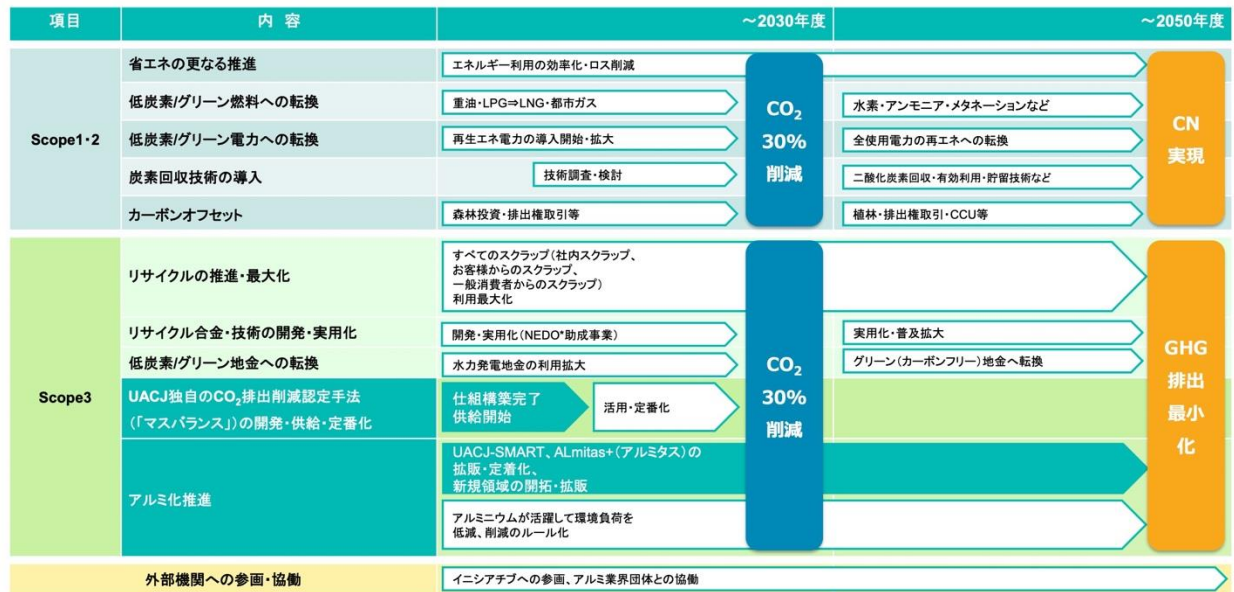 項目
内 容
～2030年度
～2050年度
Scope1・2
省エネの更なる推進
エネルギー利用の効率化・ロス削減
低炭素/グリーン燃料への転換
重油・LPG⇒LNG・都市ガス
水素・アンモニア・メタネーションなど
低炭素/グリーン電力への転換
再生エネ電力の導入開始・拡大
全使用電力の再エネへの転換
炭素回収技術の導入
技術調査・検討
二酸化炭素回収・有効利用・貯留技術など
カーボンオフセット
森林投資・排出権取引等
植林・排出権取引・CCU等
CO₂
30%
削減
CN
実現
Scope3
リサイクルの推進・最大化
すべてのスクラップ(社内スクラップ、
お客様からのスクラップ、
一般消費者からのスクラップ)
利用最大化
リサイクル合金・技術の開発・実用化
開発・実用化(NEDO*助成事業)
実用化・普及拡大
低炭素/グリーン地金への転換
水力発電地金の利用拡大
グリーン(カーボンフリー)地金へ転換
UACJ独自のCO₂排出削減認定手法
(「マスバランス」)の開発・供給・定番化
仕組構築完了
供給開始
活用・定番化
アルミ化推進
UACJ-SMART、ALmitas+(アルミタス)の
拡販・定着化、
新規領域の開拓・拡販
アルミニウムが活躍して環境負荷を
低減、削減のルール化
CO₂
30%
削減
GHG
排出
最小
化
外部機関への参画・協働
イニシアチブへの参画、アルミ業界団体との協働